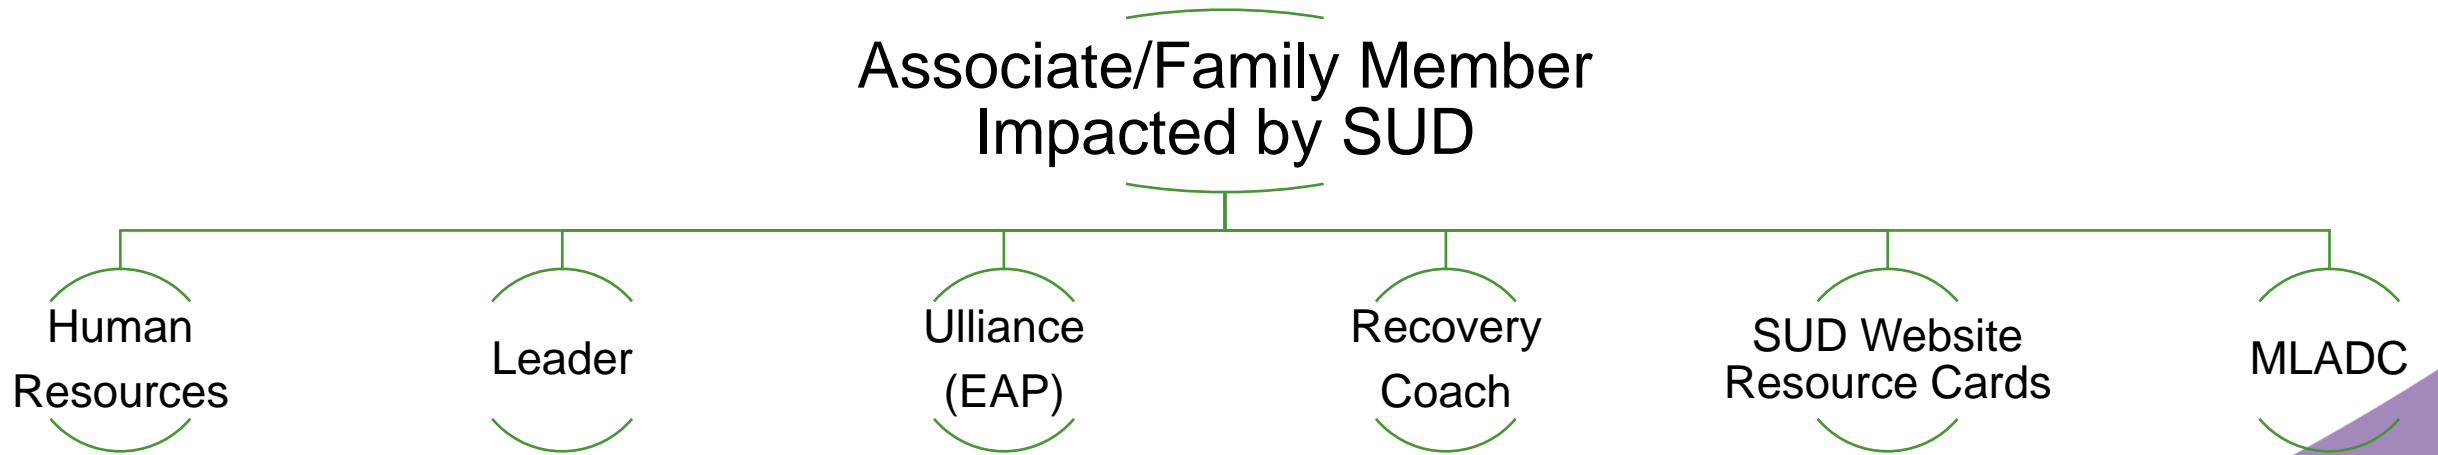 Associate/Family Member
Impacted by SUD
Human
Resources
Leader
Ulliance
(EAP)
Recovery
Coach
SUD Website
Resource Cards
MLADC